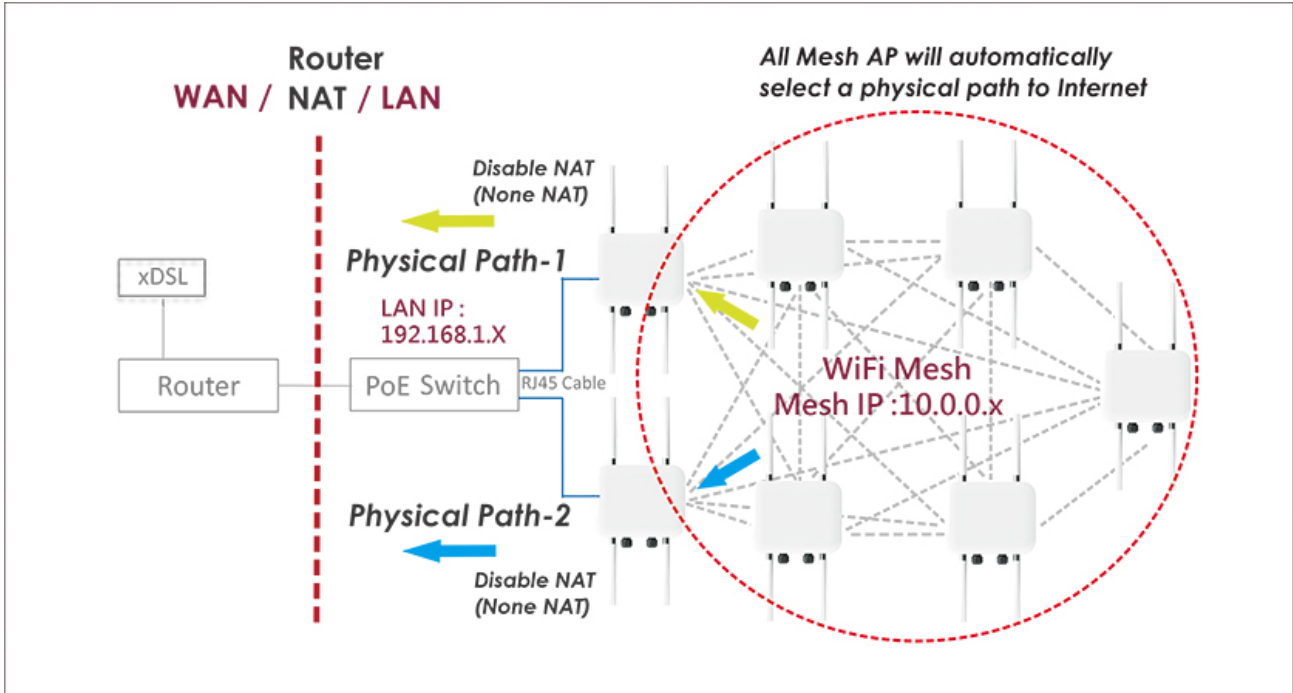 Router
WAN / NAT / LAN
All Mesh AP will automatically
select a physical path to Internet
Disable NAT
(None NAT)
Physical Path-1
xDSL
LAN IP :
192.168.1.X
Router
PoE Switch
RJ45 Cable
WiFi Mesh
Mesh IP :10.0.0.x
Physical Path-2
Disable NAT
(None NAT)